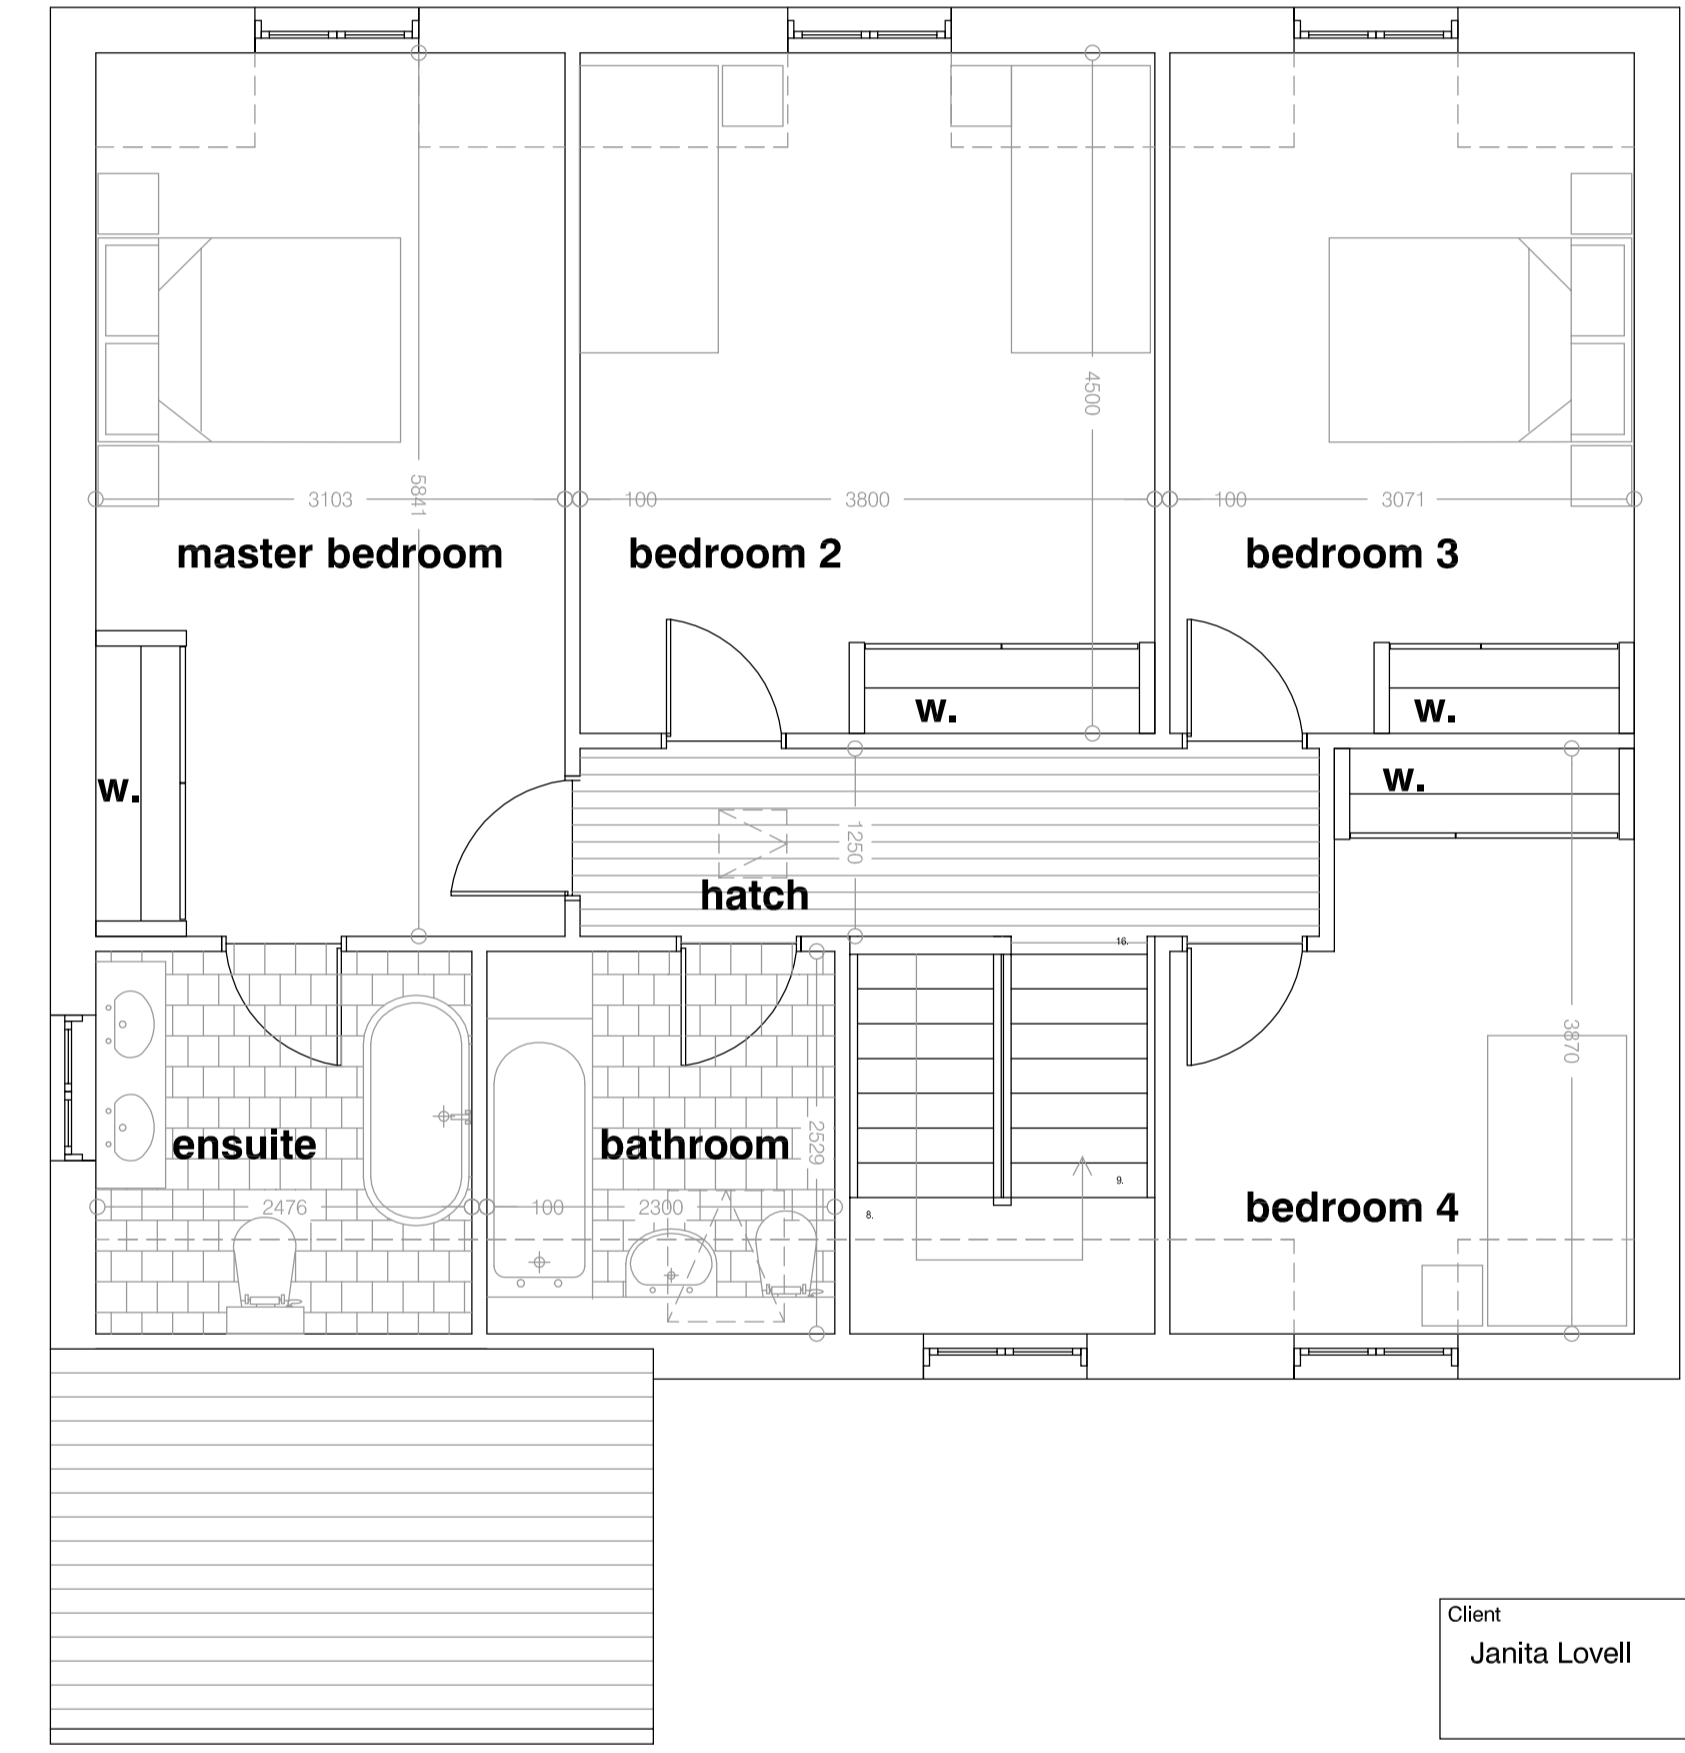 4500
5841
3103
100
3800
100
3071
master bedroom
bedroom 2
bedroom 3
w.
w.
w.
w.
1250
hatch
16.
3870
ensuite
bathroom
2529
9.
2476
100
2300
8.
bedroom 4
Client
Janita Lovell